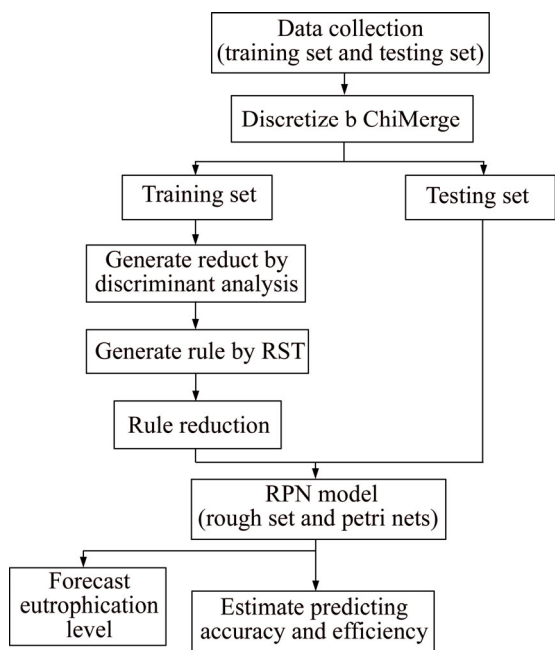 Data collection
(training set and testing set)
Discretize b ChiMerge
Training set
Testing set
Generate reduct by
discriminant analysis
Generate rule by RST
Rule reduction
RPN model
(rough set and petri nets)
Forecast
eutrophication
level
Estimate predicting
accuracy and efficiency